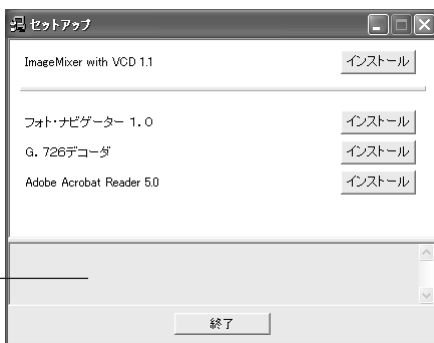 セットアップ
ImageMixer with VCD 1.1
インストール
フォト・ナビゲーター 1.0
インストール
G. 726デコーダ
インストール
Adobe Acrobat Reader 5.0
インストール
終了